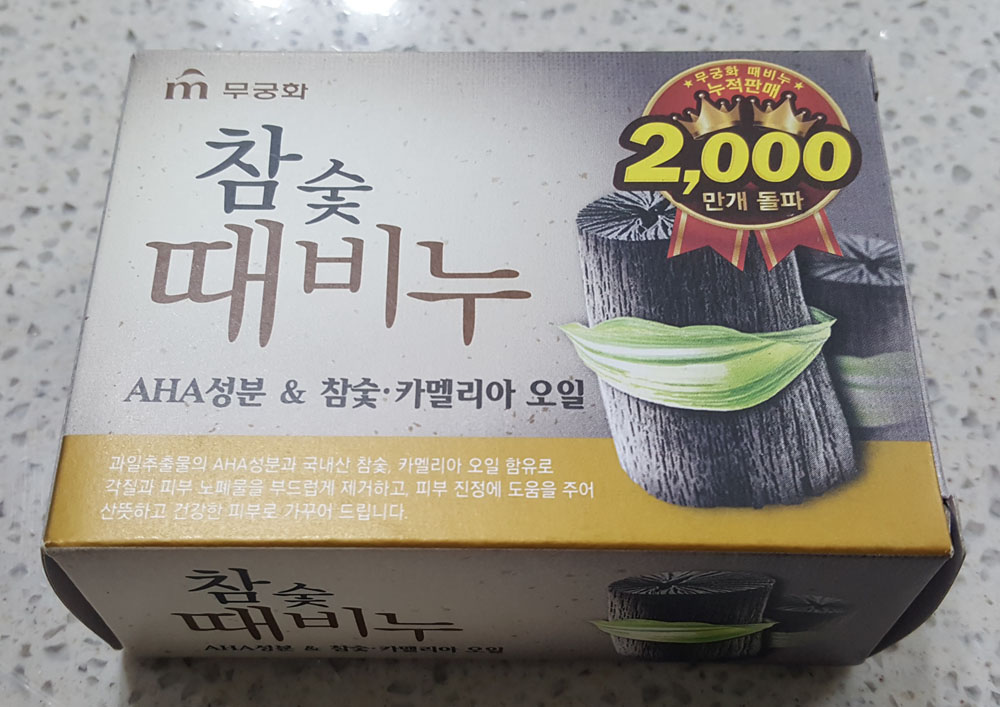 무궁화
참숯
때비누
AHA성분 & 참숯·카멜리아 오일
과일추출물의 AHA성분과 국내산 참숯, 카멜리아 오일 함유로
각질과 피부 노폐물을 부드럽게 제거하고, 피부 진정에 도움을 주어
산뜻하고 건강한 피부로 가꾸어 드립니다.
무궁화 때비누
누적판매
2,000
만개 돌파
참숯
때비누
AHA성분 & 참숯·카멜리아 오일